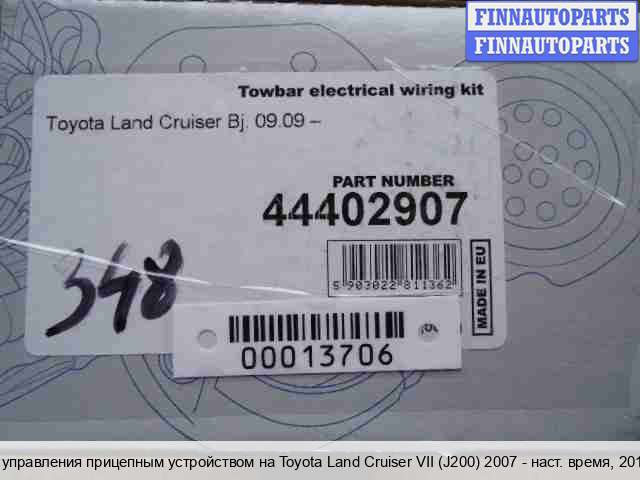 FINNAUTOPARTS
FINNAUTOPARTS
Towbar electrical wiring kit
Toyota Land Cruiser Bj. 09.09 –
PART NUMBER
44402907
5 903022 811362
MADE IN EU
348
00013706
управления прицепным устройством на Toyota Land Cruiser VII (J200) 2007 - наст. время, 201